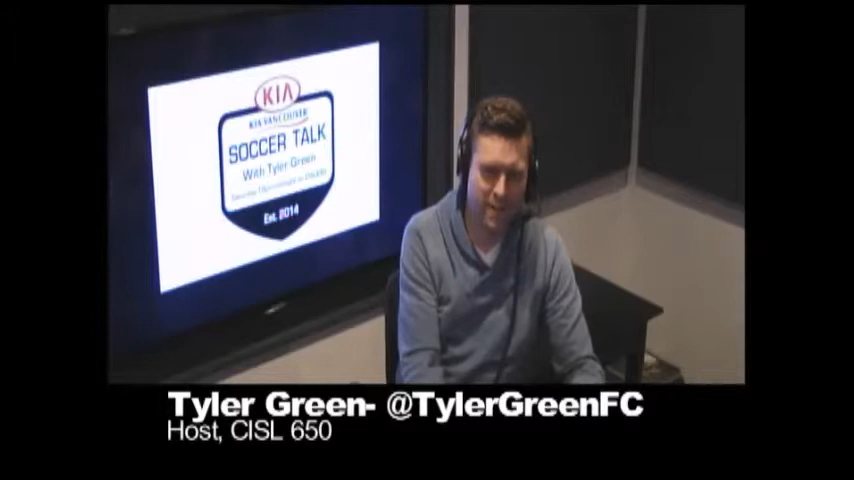 KIA
KIA VANCOUVER
SOCCER TALK
With Tyler Green
Est. 2014
Tyler Green- @TylerGreenFC
Host, CISL 650